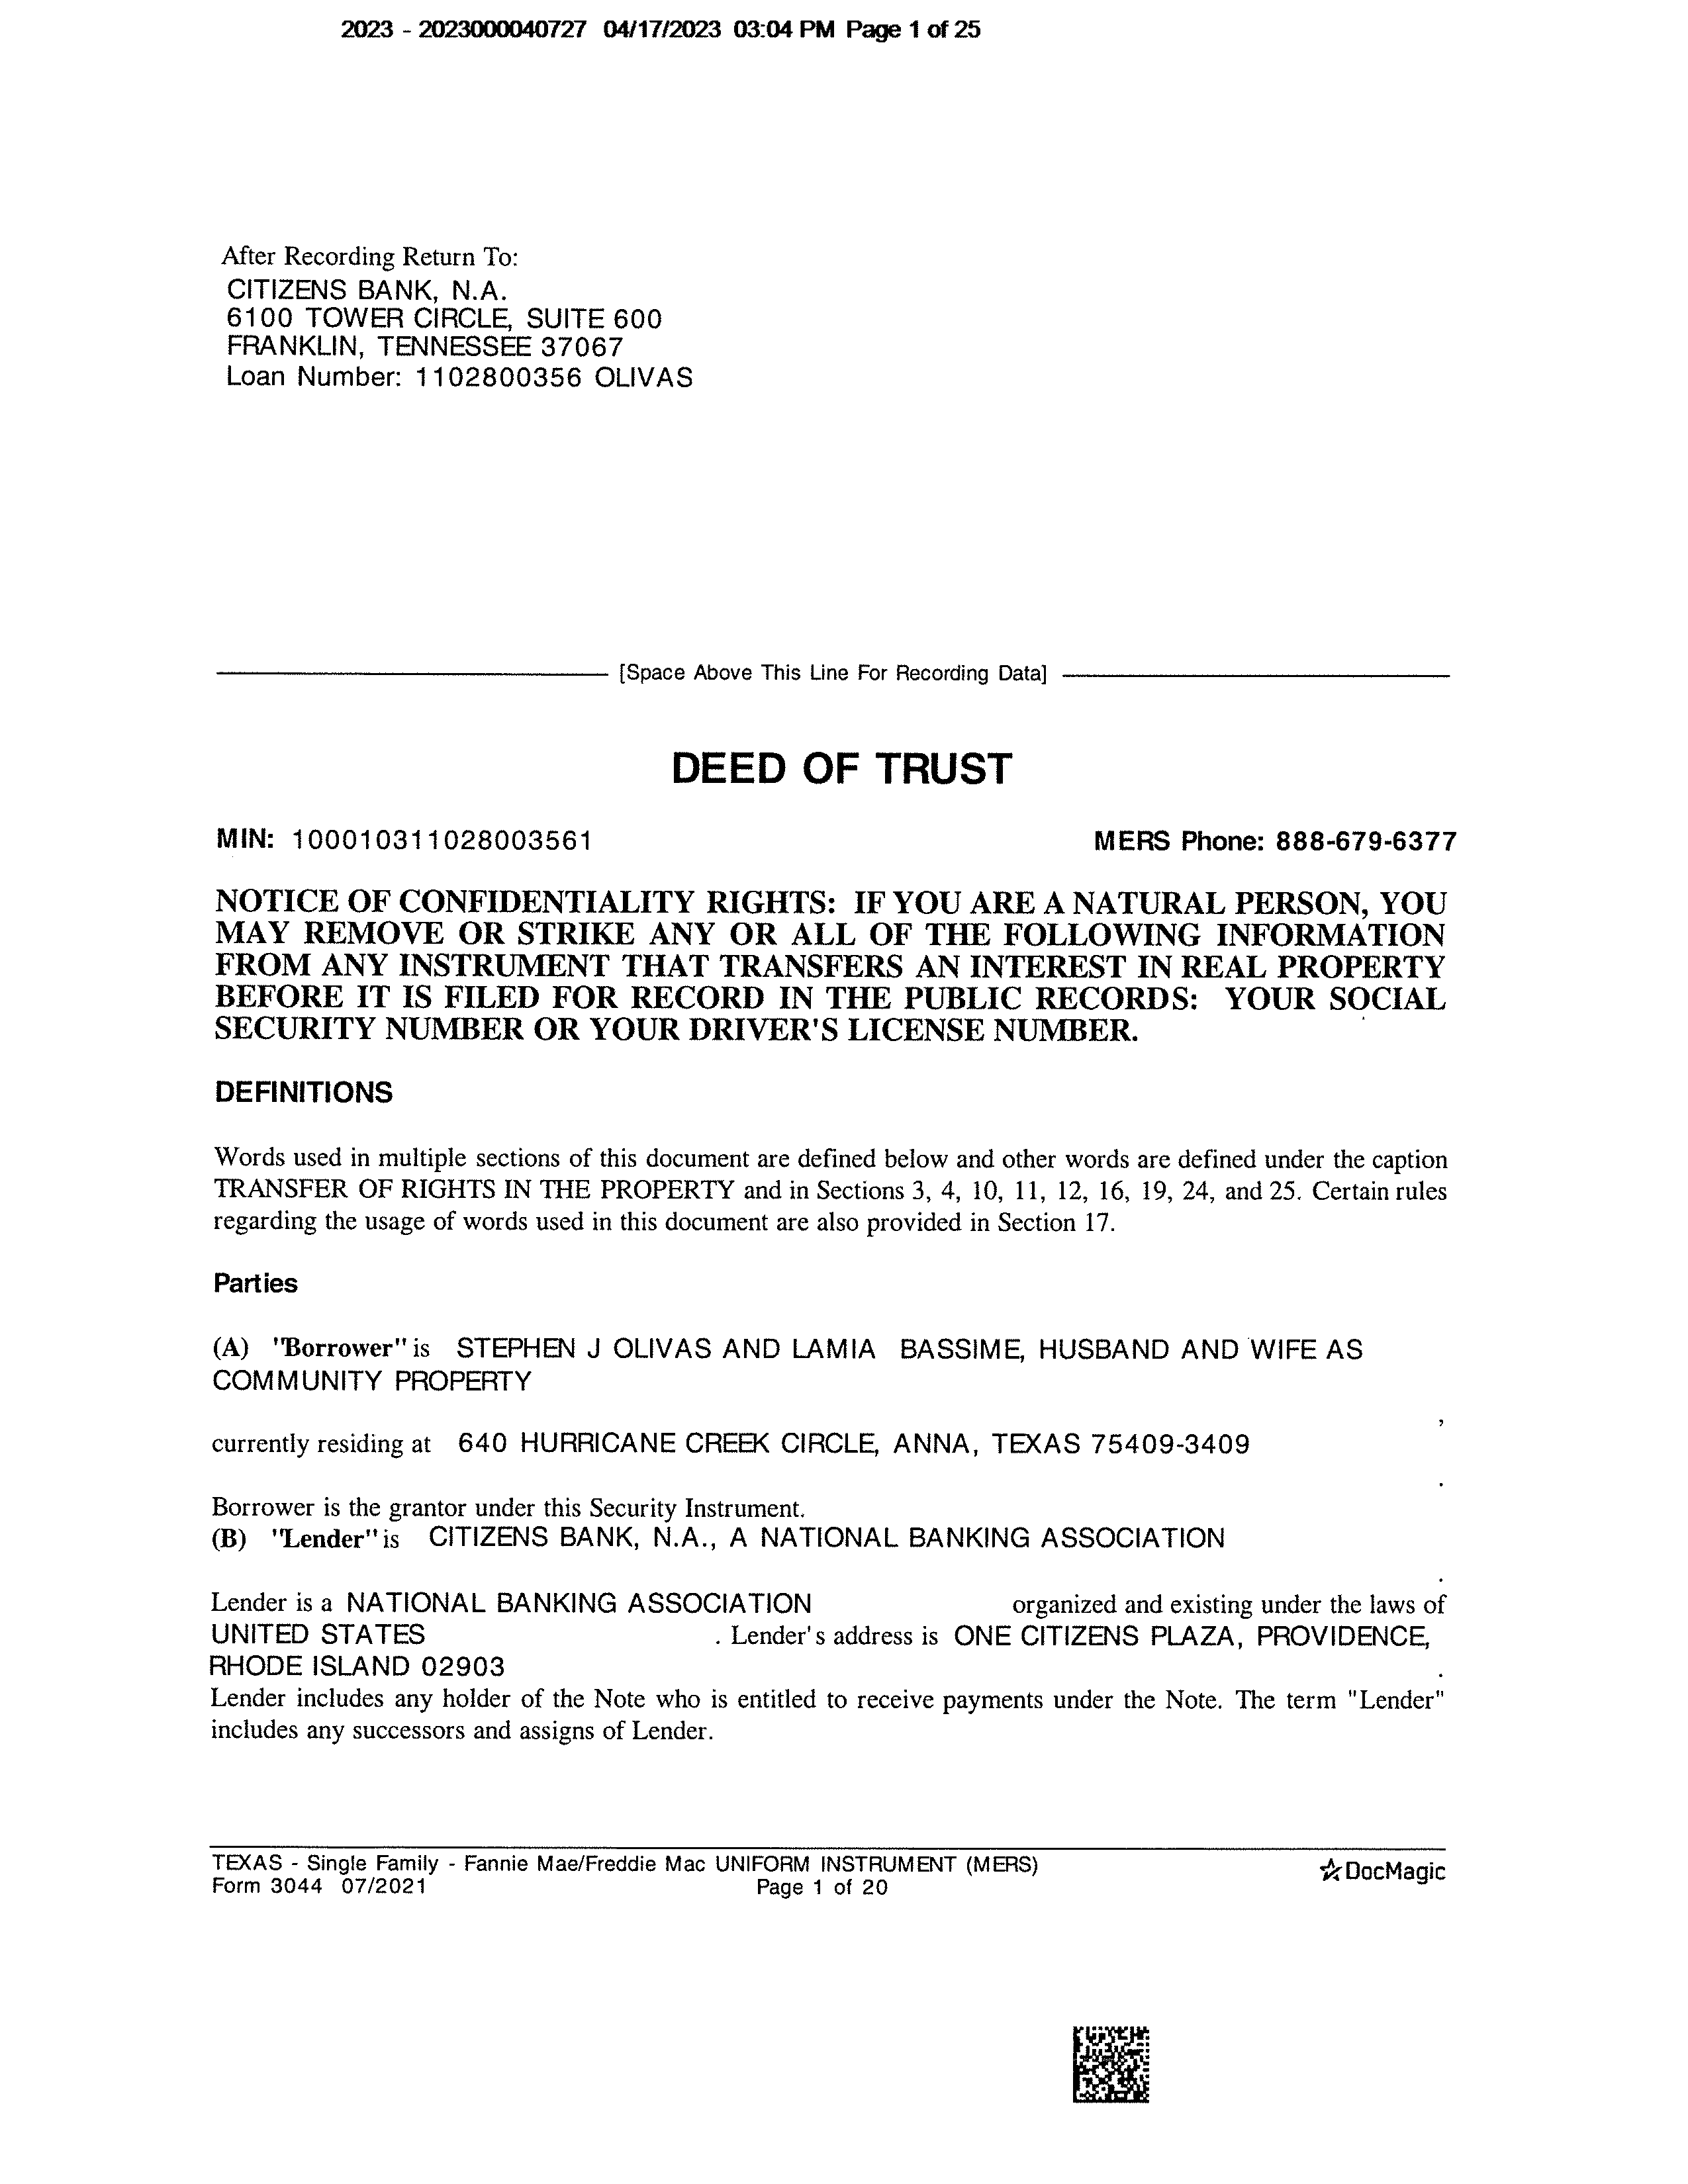 2023 - 2023000040727 04/17/2023 03:04 PM Page 1 of 25
After Recording Return To:
CITIZENS BANK, N.A.
6100 TOWER CIRCLE, SUITE 600
FRANKLIN, TENNESSEE 37067
Loan Number: 1102800356 OLIVAS
[Space Above This Line For Recording Data]
DEED OF TRUST
MIN: 100010311028003561 MERS Phone: 888-679-6377
NOTICE OF CONFIDENTIALITY RIGHTS: IF YOU ARE A NATURAL PERSON, YOU
MAY REMOVE OR STRIKE ANY OR ALL OF THE FOLLOWING INFORMATION
FROM ANY INSTRUMENT THAT TRANSFERS AN INTEREST IN REAL PROPERTY
BEFORE IT IS FILED FOR RECORD IN THE PUBLIC RECORDS: YOUR SOCIAL
SECURITY NUMBER OR YOUR DRIVER'S LICENSE NUMBER.
DEFINITIONS
Words used in multiple sections of this document are defined below and other words are defined under the caption
TRANSFER OF RIGHTS IN THE PROPERTY and in Sections 3, 4, 10, 11, 12, 16, 19, 24, and 25. Certain rules
regarding the usage of words used in this document are also provided in Section 17.
Parties
(A) "Borrower" is STEPHEN J OLIVAS AND LAMIA BASSIME, HUSBAND AND WIFE AS
COMMUNITY PROPERTY
,
currently residing at 640 HURRICANE CREEK CIRCLE, ANNA, TEXAS 75409-3409
.
Borrower is the grantor under this Security Instrument.
(B) "Lender" is CITIZENS BANK, N.A., A NATIONAL BANKING ASSOCIATION
.
Lender is a NATIONAL BANKING ASSOCIATION organized and existing under the laws of
UNITED STATES . Lender's address is ONE CITIZENS PLAZA, PROVIDENCE,
RHODE ISLAND 02903 .
Lender includes any holder of the Note who is entitled to receive payments under the Note. The term "Lender"
includes any successors and assigns of Lender.
TEXAS - Single Family - Fannie Mae/Freddie Mac UNIFORM INSTRUMENT (MERS) DocMagic
Form 3044 07/2021 Page 1 of 20